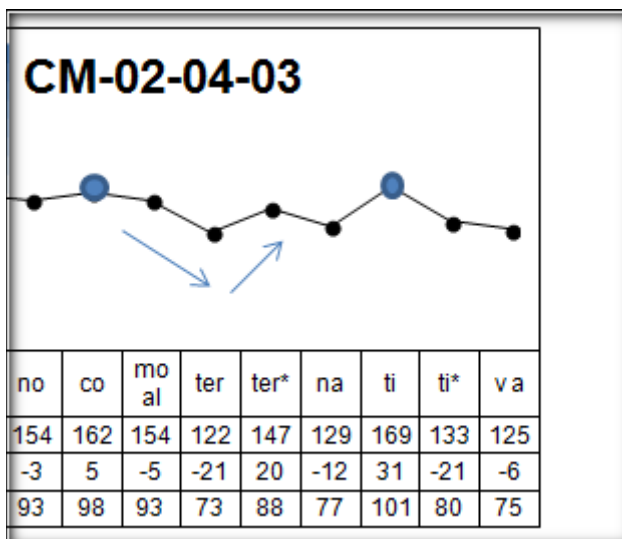 CM-02-04-03
no co mo al ter ter* na ti ti* va
154 162 154 122 147 129 169 133 125
-3 5 -5 -21 20 -12 31 -21 -6
93 98 93 73 88 77 101 80 75